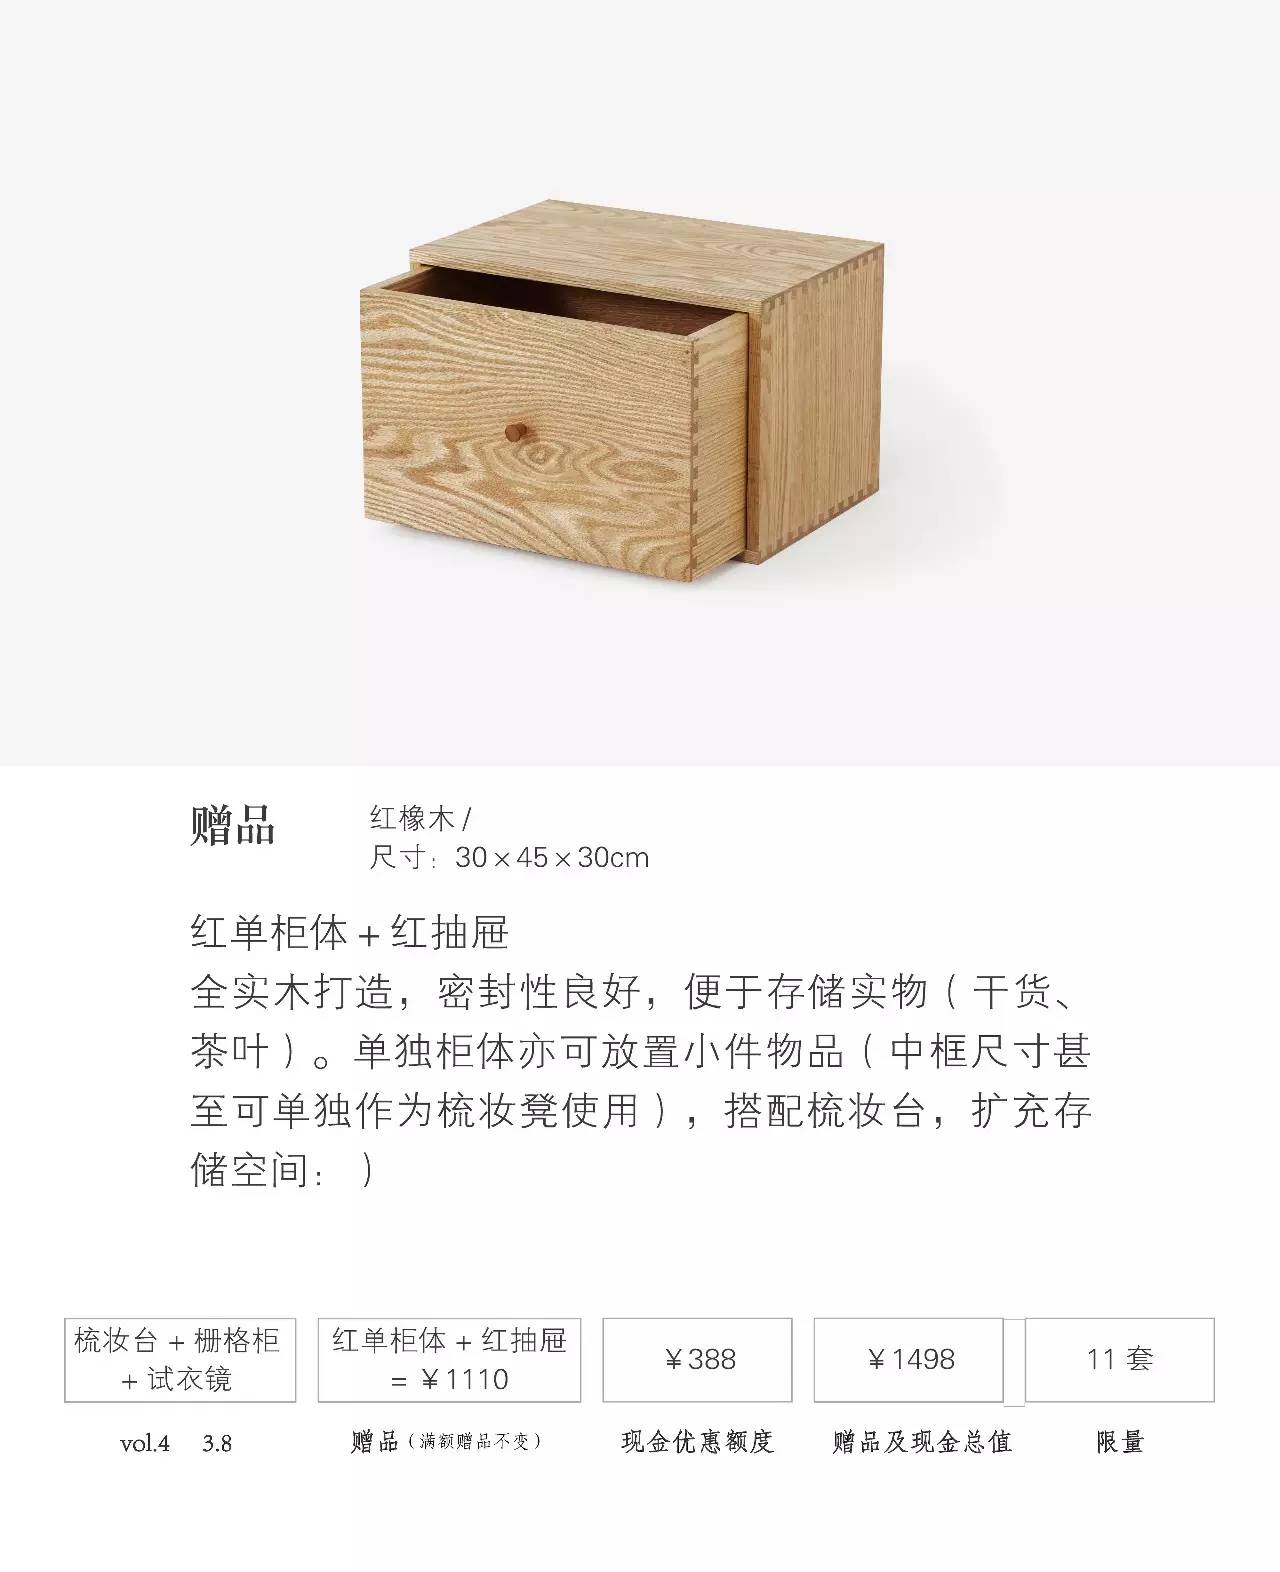 赠品
红橡木/
尺寸：30×45×30cm
红单柜体+红抽屉
全实木打造，密封性良好，便于存储实物（干货、
茶叶）。单独柜体亦可放置小件物品（中框尺寸甚
至可单独作为梳妆凳使用），搭配梳妆台，扩充存
储空间：）
梳妆台+栅格柜
+试衣镜
红单柜体+红抽屉
=¥1110
¥388
¥1498
11 套
vol.4 3.8
赠品（满额赠品不变）
现金优惠额度
赠品及现金总值
限量